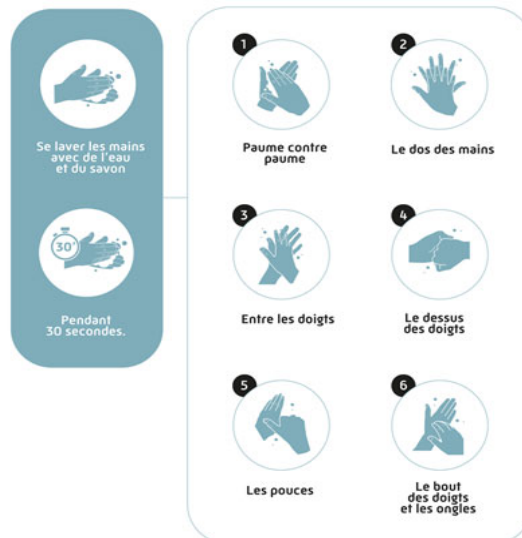 Se laver les mains
avec de l'eau
et du savon
30'
Pendant
30 secondes.
1
Paume contre
paume
2
Le dos des mains
3
Entre les doigts
4
Le dessus
des doigts
5
Les pouces
6
Le bout
des doigts
et les ongles